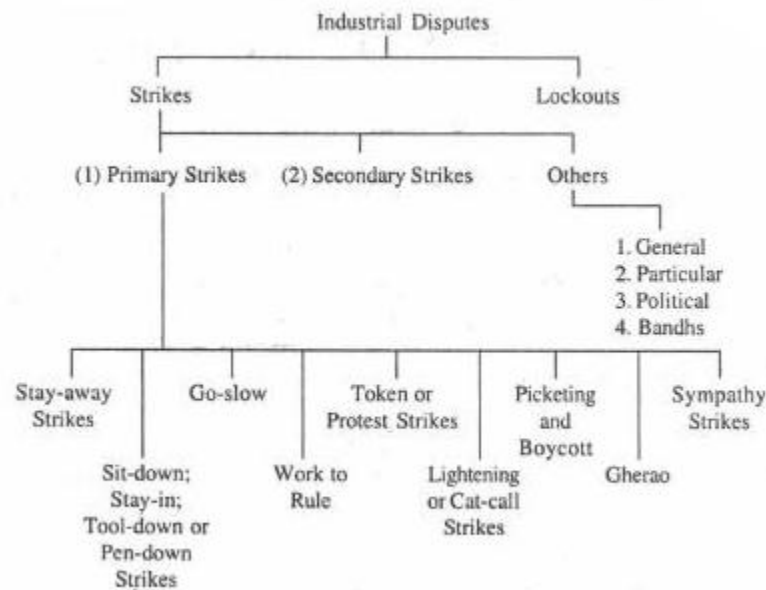 Industrial Disputes
Strikes
Lockouts
(1) Primary Strikes
(2) Secondary Strikes
Others
1. General
2. Particular
3. Political
4. Bandhs
Stay-away
Strikes
Sit-down;
Stay-in;
Tool-down or
Pen-down
Strikes
Go-slow
Work to
Rule
Token or
Protest Strikes
Lightening
or Cat-call
Strikes
Picketing
and
Boycott
Gherao
Sympathy
Strikes